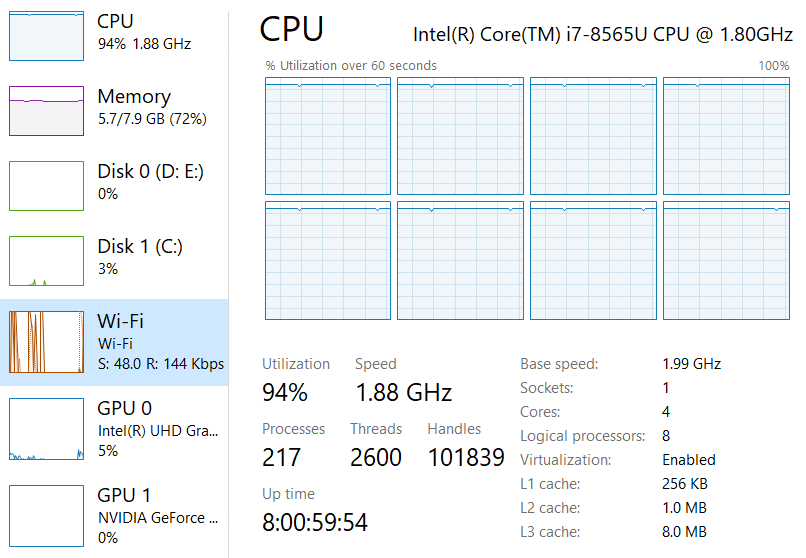 CPU
94% 1.88 GHz
Memory
5.7/7.9 GB (72%)
Disk 0 (D: E:)
0%
Disk 1 (C:)
3%
Wi-Fi
Wi-Fi
S: 48.0 R: 144 Kbps
GPU 0
Intel(R) UHD Gra...
5%
GPU 1
NVIDIA GeForce ...
0%
CPU
Intel(R) Core(TM) i7-8565U CPU @ 1.80GHz
% Utilization over 60 seconds
100%
Utilization
Speed
94%
1.88 GHz
Processes
Threads
Handles
217
2600
101839
Up time
8:00:59:54
Base speed:
1.99 GHz
Sockets:
1
Cores:
4
Logical processors:
8
Virtualization:
Enabled
L1 cache:
256 KB
L2 cache:
1.0 MB
L3 cache:
8.0 MB